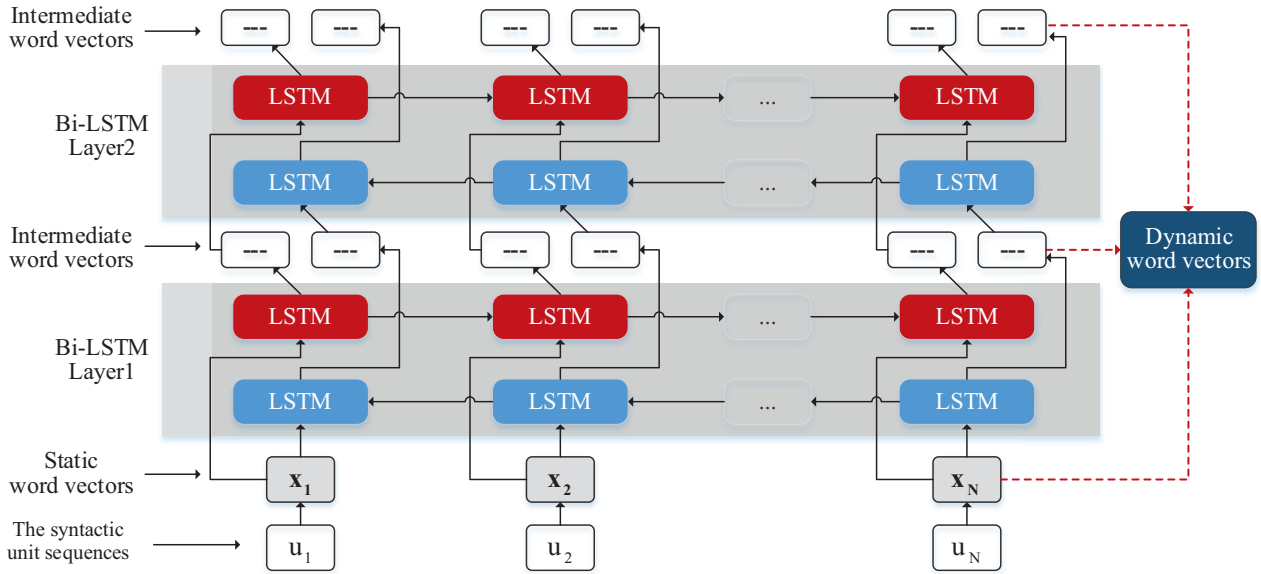 Intermediate
word vectors
--- --- --- --- --- ---
LSTM LSTM ... LSTM
Bi-LSTM
Layer2
LSTM LSTM ... LSTM
Intermediate
word vectors
--- --- --- --- --- ---
Dynamic
word vectors
LSTM LSTM ... LSTM
Bi-LSTM
Layer1
LSTM LSTM ... LSTM
Static
word vectors
x1 x2 xN
The syntactic
unit sequences
u1 u2 uN